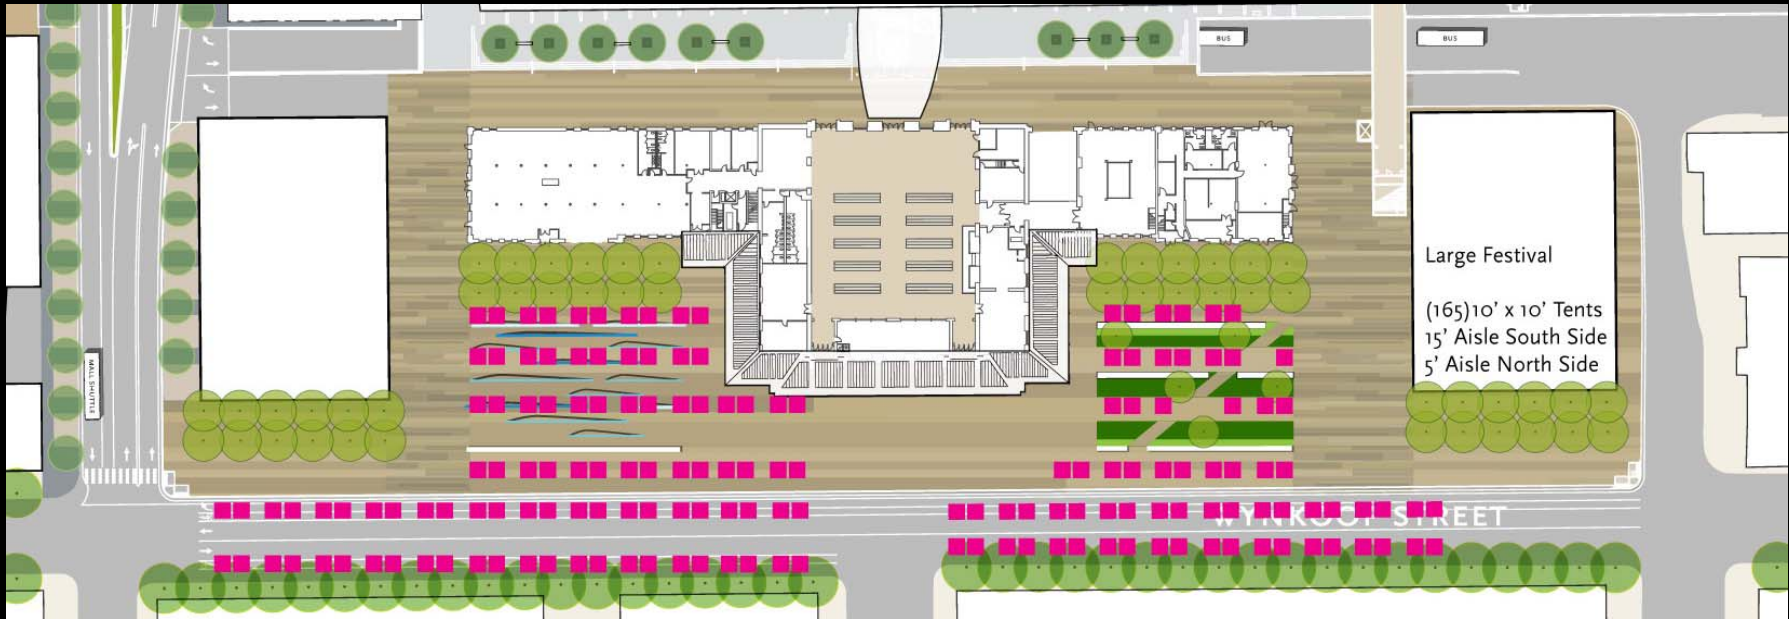 BUS
BUS
Large Festival
(165)10' x 10' Tents
15' Aisle South Side
5' Aisle North Side
MALL SHUTTLE
WYNKOOP STREET